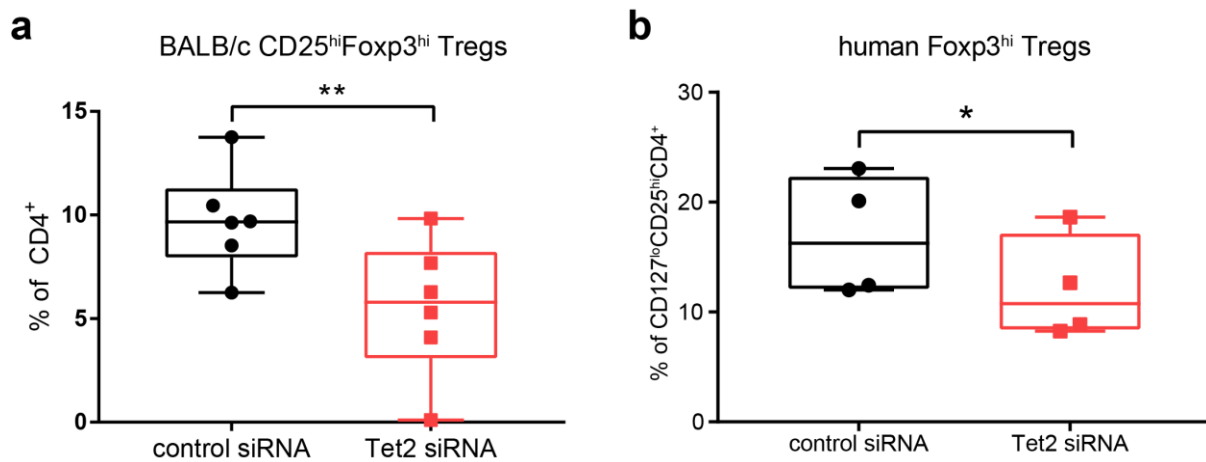 a
BALB/c CD25ʰⁱFoxp3ʰⁱ Tregs
**
% of CD4⁺
15
10
5
0
control siRNA
Tet2 siRNA
b
human Foxp3ʰⁱ Tregs
*
% of CD127ˡᵒCD25ʰⁱCD4⁺
30
20
10
0
control siRNA
Tet2 siRNA